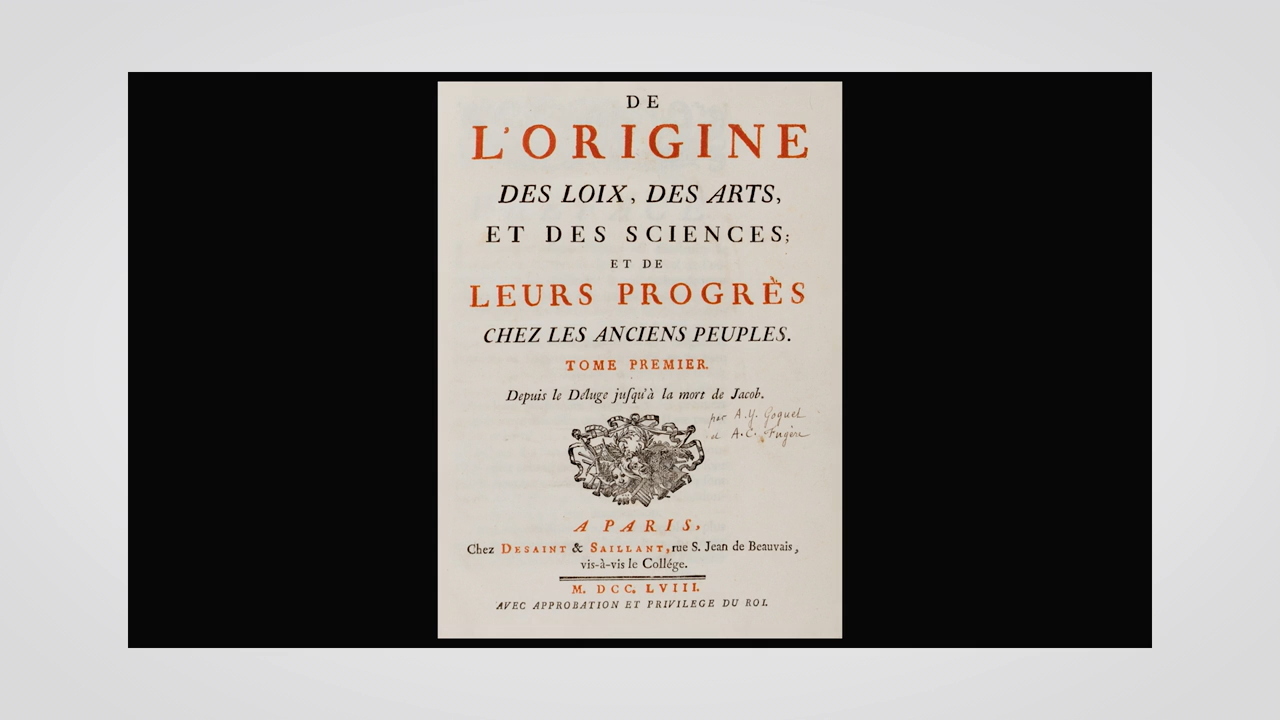 DE
L'ORIGINE
DES LOIX, DES ARTS,
ET DES SCIENCES;
ET DE
LEURS PROGRÈS
CHEZ LES ANCIENS PEUPLES.
TOME PREMIER.
Depuis le Déluge juſqu'à la mort de Jacob.
par A.Y. Goquel
et A.C. Fugère
A PARIS,
Chez DESAINT & SAILLANT, rue S. Jean de Beauvais,
vis-à-vis le Collége.
M. DCC. LVIII.
AVEC APPROBATION ET PRIVILEGE DU ROI.